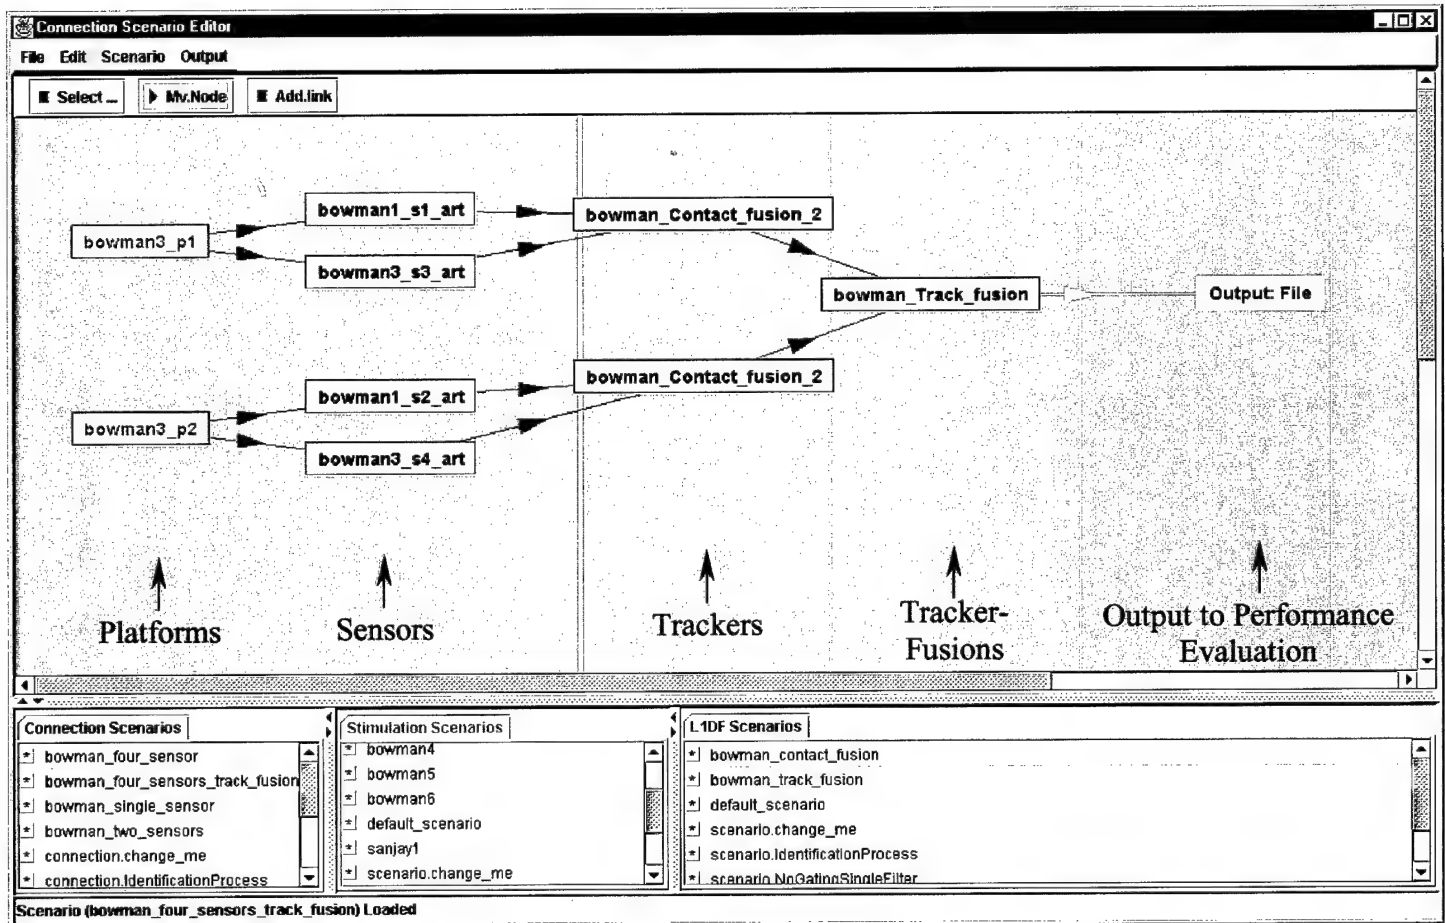 Connection Scenario Editor
File Edit Scenario Output
Select ... Mv.Node Add.link
bowman3_p1
bowman1_s1_art
bowman3_s3_art
bowman_Contact_fusion_2
bowman_Track_fusion
Output: File
bowman3_p2
bowman1_s2_art
bowman3_s4_art
bowman_Contact_fusion_2
Platforms
Sensors
Trackers
Tracker-
Fusions
Output to Performance
Evaluation
Connection Scenarios
bowman_four_sensor
bowman_four_sensors_track_fusion
bowman_single_sensor
bowman_two_sensors
connection.change_me
connection.IdentificationProcess
Stimulation Scenarios
bowman4
bowman5
bowman6
default_scenario
sanjay1
scenario.change_me
L1DF Scenarios
bowman_contact_fusion
bowman_track_fusion
default_scenario
scenario.change_me
scenario.IdentificationProcess
scenario.NoGatingSingleFilter
Scenario (bowman_four_sensors_track_fusion) Loaded